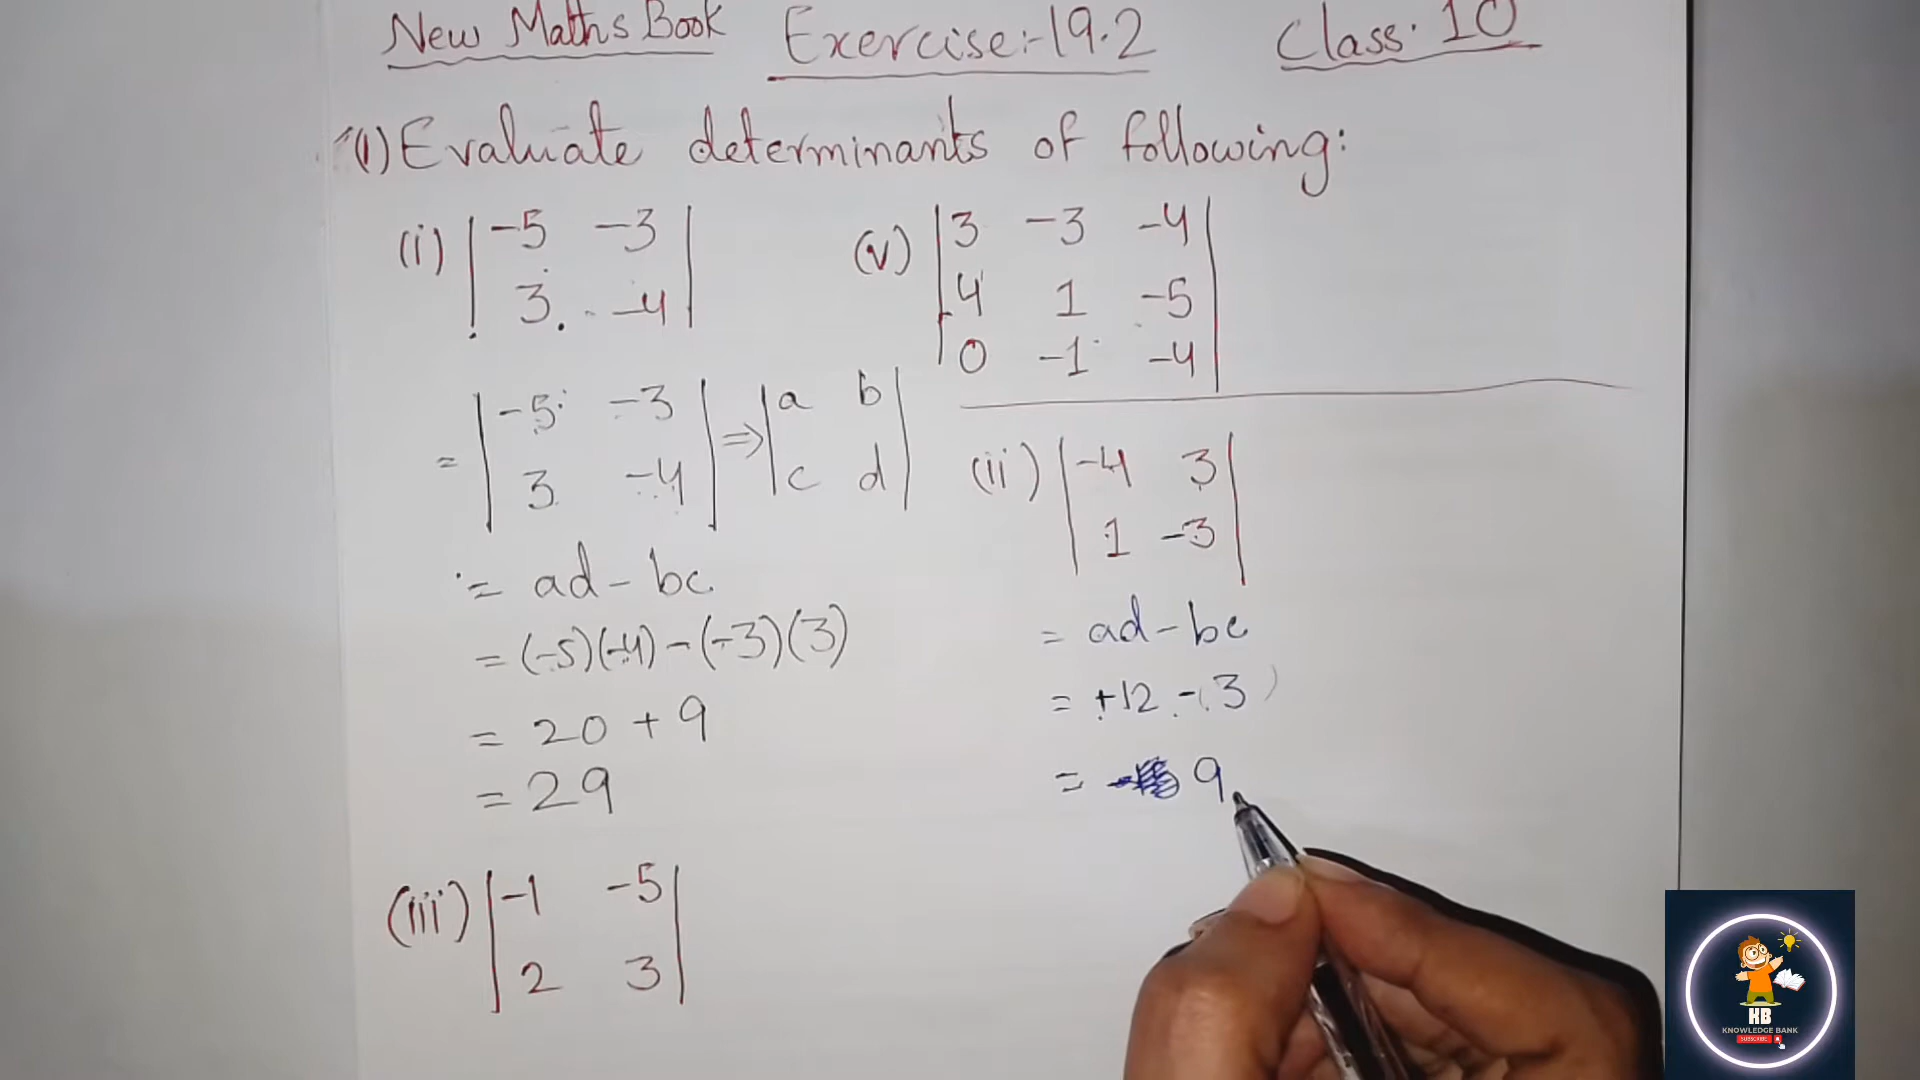 New Maths Book Exercise:-19.2 Class. 10
(1) Evaluate determinants of following:
(i) | -5 -3 |
| 3 -4 |
= | -5 -3 | ⇒ | a b |
| 3 -4 | | c d |
= ad - bc
= (-5)(-4) - (-3)(3)
= 20 + 9
= 29
(iii) | -1 -5 |
| 2 3 |
(v) | 3 -3 -4 |
| 4 1 -5 |
| 0 -1 -4 |
(ii) | -4 3 |
| 1 -3 |
= ad - bc
= +12 - (3)
= 9
KB
KNOWLEDGE BANK
SUBSCRIBE